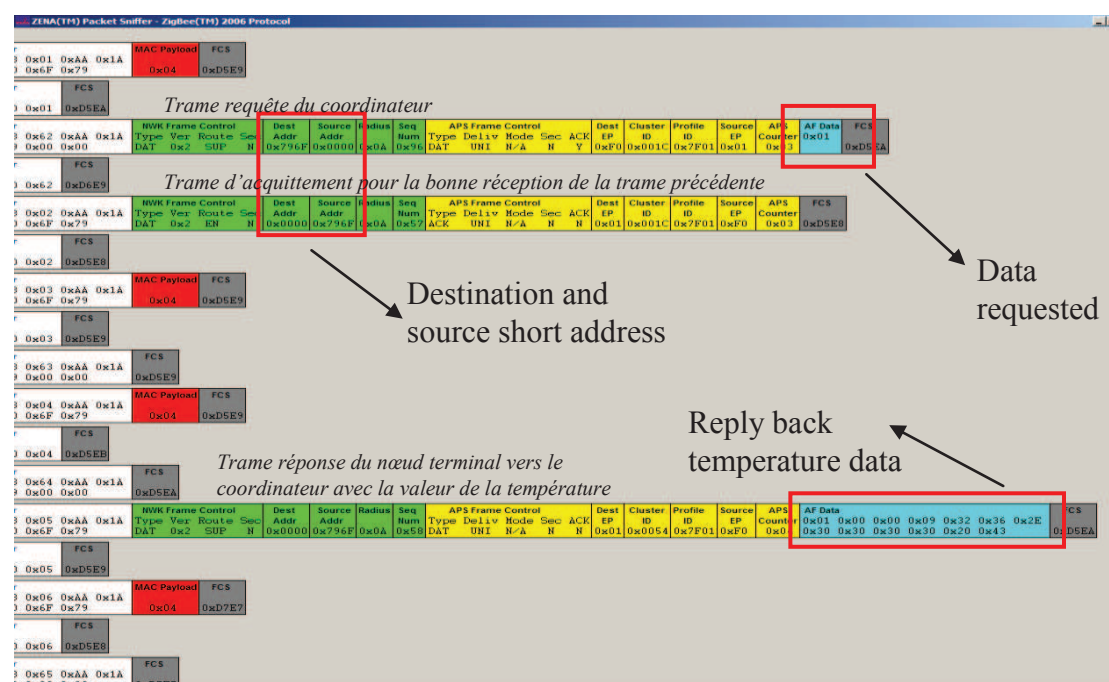 ZENA(TM) Packet Sniffer - ZigBee(TM) 2006 Protocol
MAC Payload FCS
0x01 0xAA 0x1A
0x6F 0x79 0x04 0xD5E9
FCS
0x01 0xD5EA
Trame requête du coordinateur
NWK Frame Control Dest Source Radius Seq APS Frame Control Dest Cluster Profile Source APS AF Data FCS
0x62 0xAA 0x1A Type Ver Route Sec Addr Addr Num Type Deliv Mode Sec ACK EP ID ID EP Counter 0x01
0x00 0x00 DAT 0x2 SUP N 0x796F 0x0000 0x0A 0x96 DAT UNI N/A N Y 0xF0 0x001C 0x7F01 0x01
FCS
0x62 0xD6E9
Trame d'acquittement pour la bonne réception de la trame précédente
NWK Frame Control Dest Source Radius Seq APS Frame Control Dest Cluster Profile Source APS FCS
0x02 0xAA 0x1A Type Ver Route Sec Addr Addr Num Type Deliv Mode Sec ACK EP ID ID EP Counter
0x6F 0x79 DAT 0x2 EN N 0x0000 0x796F 0x0A 0x57 ACK UNI N/A N N 0x01 0x001C 0x7F01 0xF0 0x03 0xD5E8
FCS
0x02 0xD5E8
Data
requested
MAC Payload FCS
0x03 0xAA 0x1A
0x6F 0x79 0x04 0xD5E9
Destination and
source short address
FCS
0x03 0xD5E9
FCS
0x63 0xAA 0x1A
0x00 0x00 0xD5E9
MAC Payload FCS
0x04 0xAA 0x1A
0x6F 0x79 0x04 0xD5E9
Reply back
temperature data
FCS
0x04 0xD5EB
Trame réponse du nœud terminal vers le
coordinateur avec la valeur de la température
FCS
0x64 0xAA 0x1A
0x00 0x00 0xD5EA
NWK Frame Control Dest Source Radius Seq APS Frame Control Dest Cluster Profile Source APS AF Data
0x05 0xAA 0x1A Type Ver Route Sec Addr Addr Num Type Deliv Mode Sec ACK EP ID ID EP Counter 0x01 0x00 0x00 0x09 0x32 0x36 0x2E
0x6F 0x79 DAT 0x2 SUP N 0x0000 0x796F 0x0A 0x58 DAT UNI N/A N N 0x01 0x0054 0x7F01 0xF0 0x30 0x30 0x30 0x30 0x20 0x43
FCS
0x05 0xD5E9
MAC Payload FCS
0x06 0xAA 0x1A
0x6F 0x79 0x04 0xD7E7
FCS
0x06 0xD5E8
FCS
0x65 0xAA 0x1A